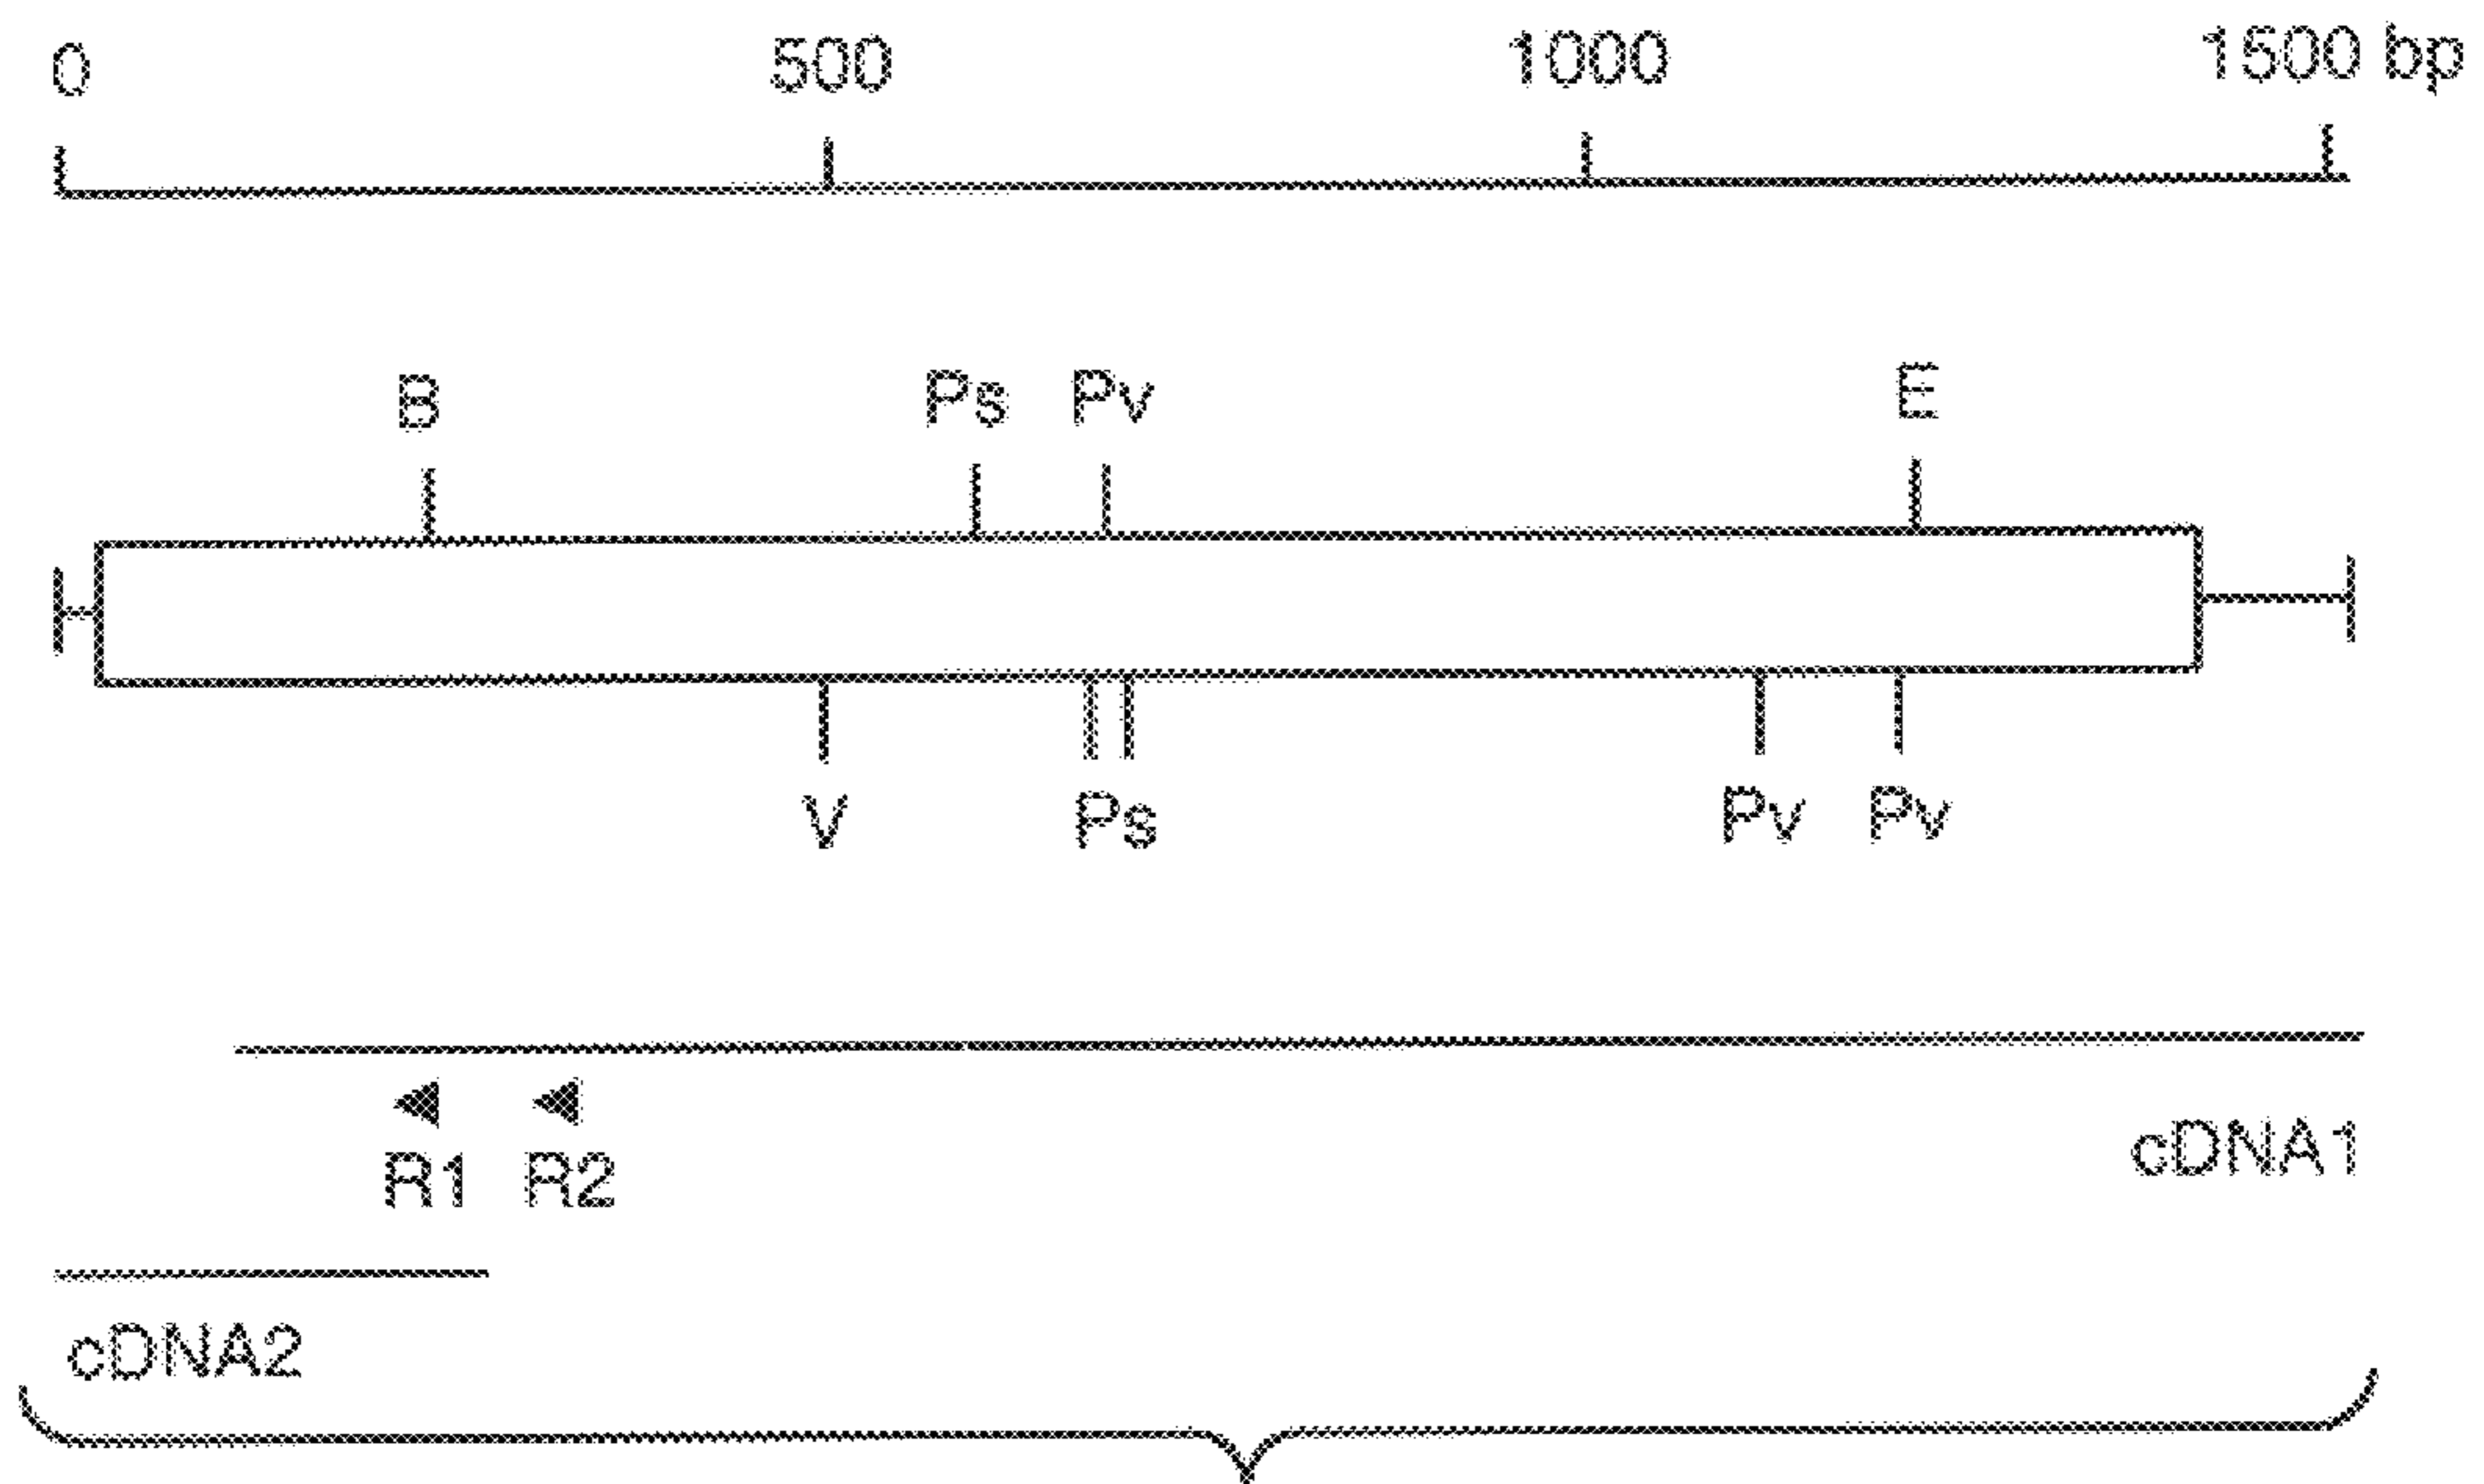 0 500 1000 1500 bp
B Ps Pv E
V Ps Pv Pv
cDNA1
R1 R2
cDNA2